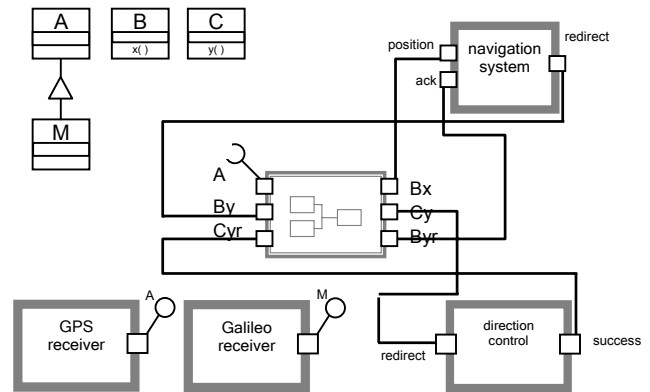 A
B
x( )
C
y( )
M
position
ack
navigation
system
redirect
A
By
Cyr
Bx
Cy
Byr
A
GPS
receiver
M
Galileo
receiver
redirect
direction
control
success